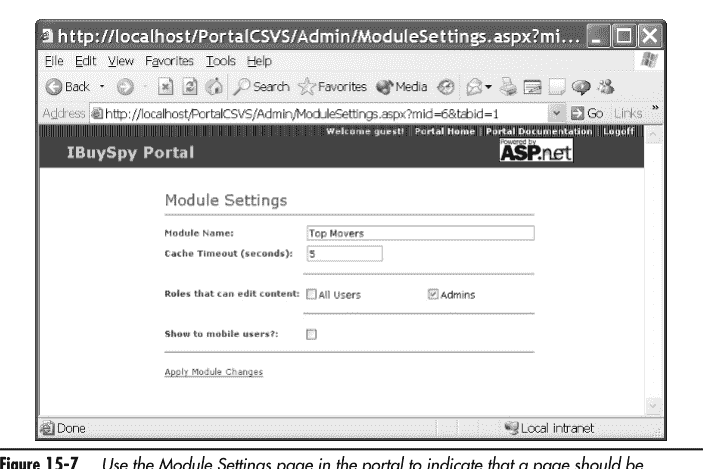 http://localhost/PortalCSVS/Admin/ModuleSettings.aspx?mi...
File Edit View Favorites Tools Help
Back Search Favorites Media
Address http://localhost/PortalCSVS/Admin/ModuleSettings.aspx?mid=6&tabid=1 Go Links »
Welcome guest! | Portal Home | Portal Documentation | Logoff
IBuySpy Portal
Powered by
ASP.net
Module Settings
Module Name: Top Movers
Cache Timeout (seconds): 5
Roles that can edit content: All Users Admins
Show to mobile users?:
Apply Module Changes
Done Local intranet
Figure 15-7 Use the Module Settings page in the portal to indicate that a page should be